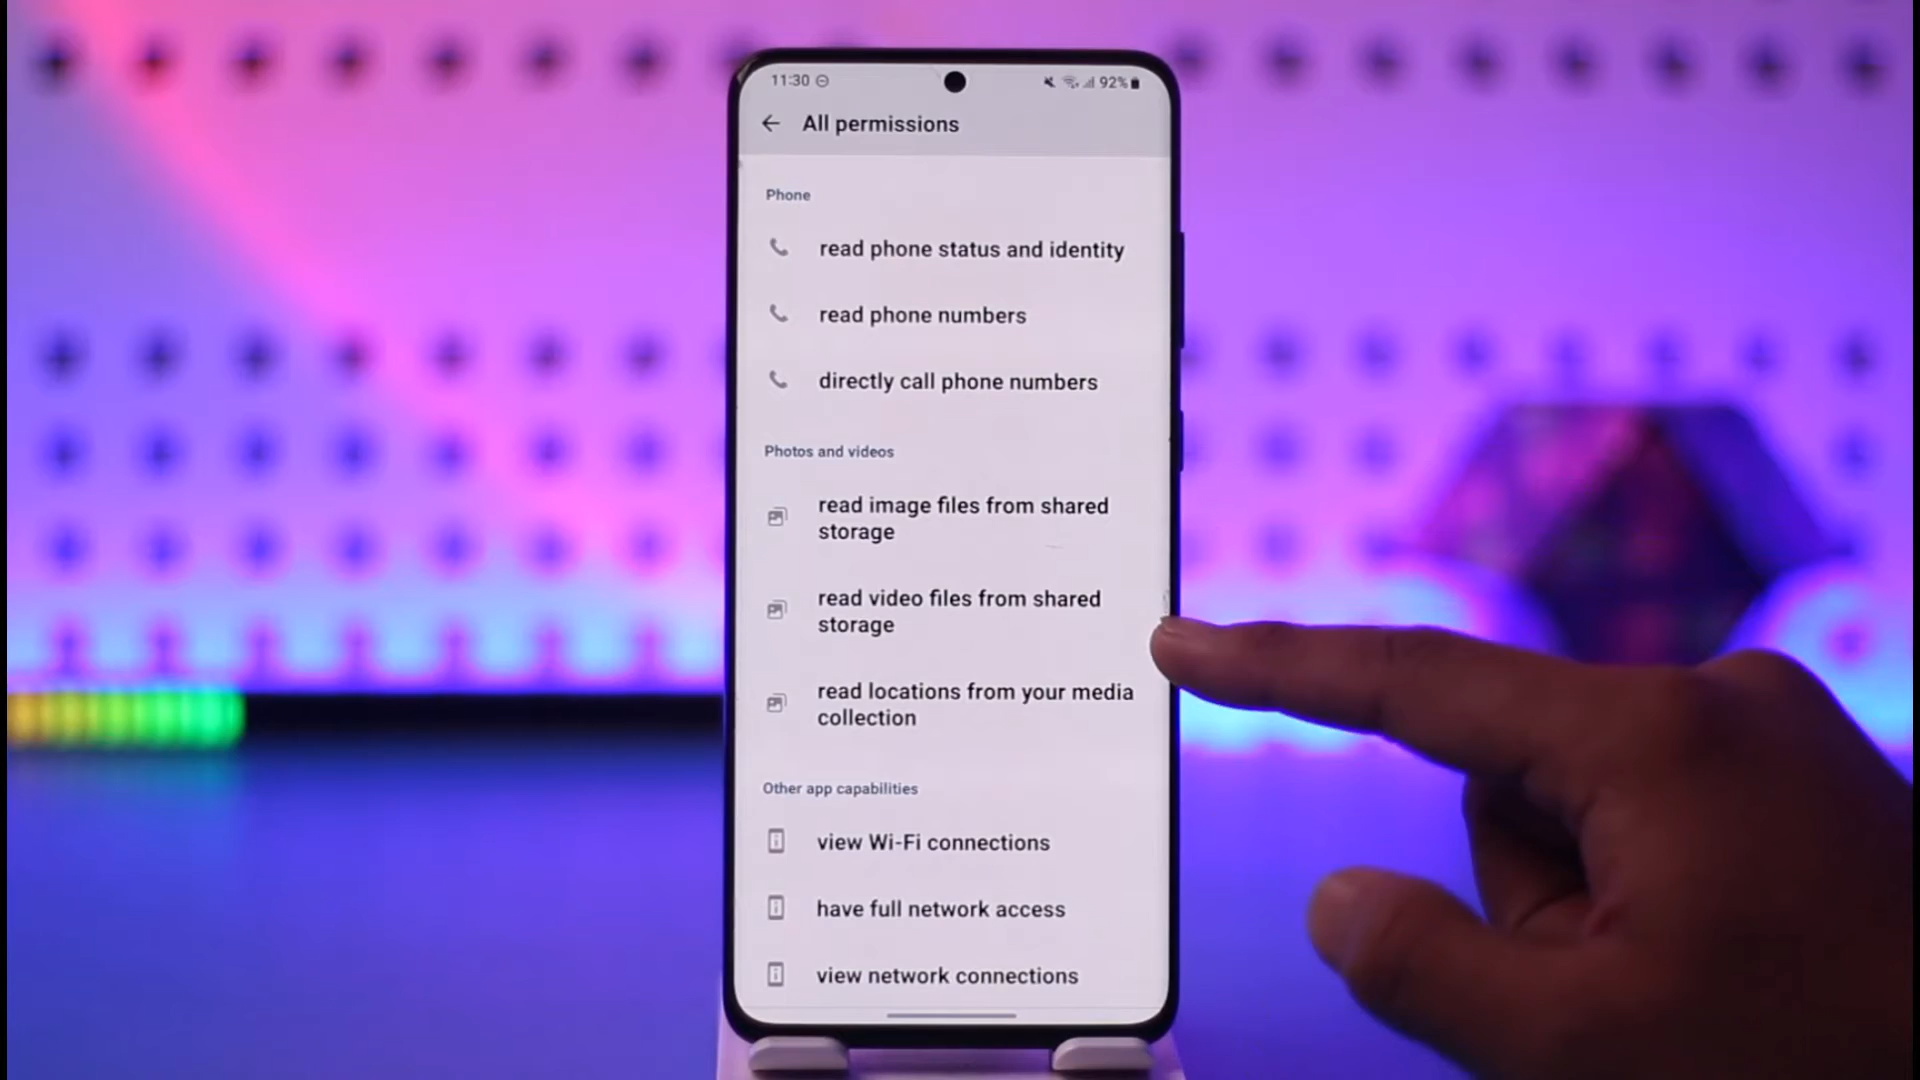 11:30
92%
All permissions
Phone
read phone status and identity
read phone numbers
directly call phone numbers
Photos and videos
read image files from shared
storage
read video files from shared
storage
read locations from your media
collection
Other app capabilities
view Wi-Fi connections
have full network access
view network connections